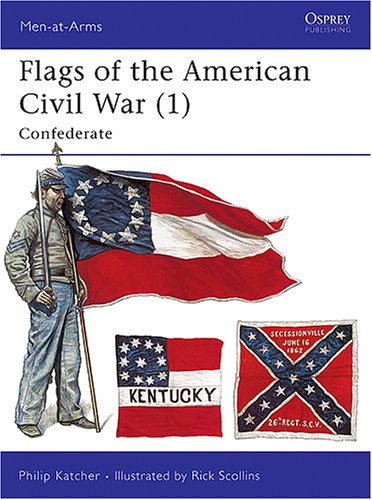 Men-at-Arms
OSPREY
PUBLISHING
Flags of the American
Civil War (1)
Confederate
KENTUCKY
SECESSIONVILLE
JUNE 16
1862
26TH REGT. S.C.V.
Philip Katcher · Illustrated by Rick Scollins